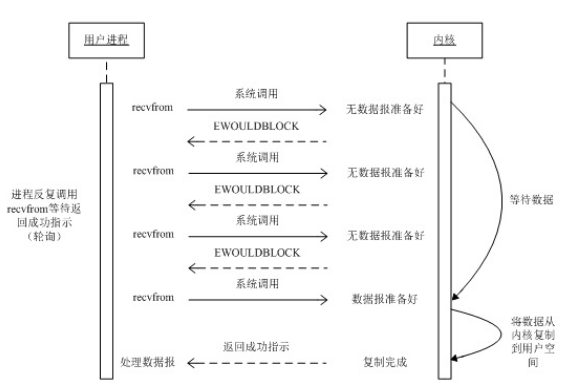 用户进程
内核
系统调用
recvfrom
无数据报准备好
EWOULDBLOCK
系统调用
recvfrom
无数据报准备好
EWOULDBLOCK
进程反复调用
recvfrom等待返
回成功指示
（轮询）
等待数据
系统调用
recvfrom
无数据报准备好
EWOULDBLOCK
系统调用
recvfrom
数据报准备好
将数据从
内核复制
到用户空
间
返回成功指示
处理数据报
复制完成